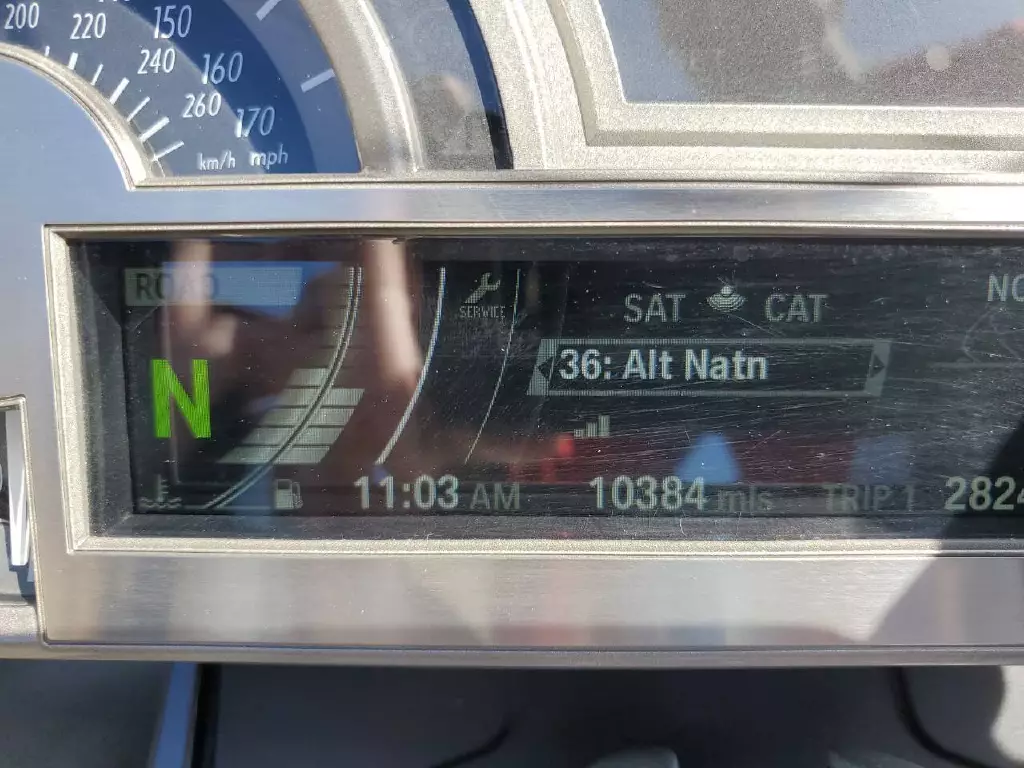 200 220 150
240 160
260 170
km/h mph
ROAD
SERVICE
SAT CAT
36: Alt Natn
N
11:03 AM 10384 mls TRIP 1 2824